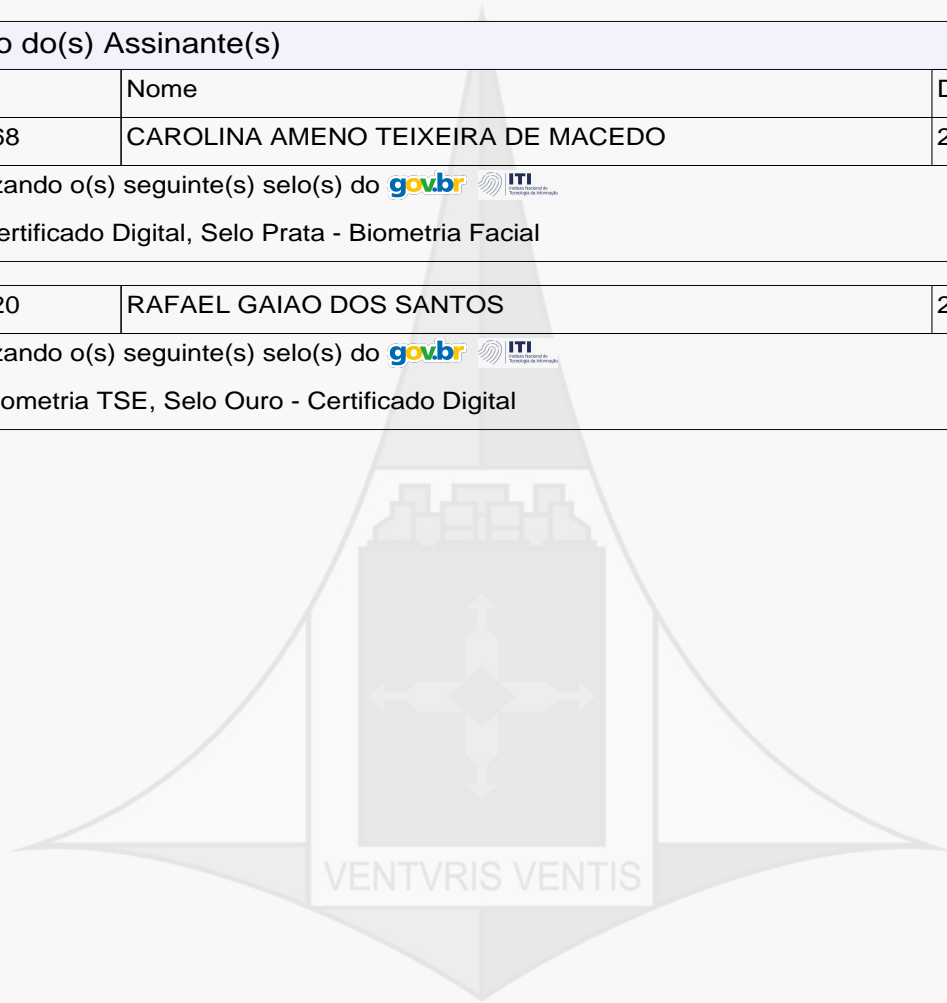 o do(s) Assinante(s)
Nome D
68 CAROLINA AMENO TEIXEIRA DE MACEDO 2
zando o(s) seguinte(s) selo(s) do gov.br ITI
ertificado Digital, Selo Prata - Biometria Facial
20 RAFAEL GAIAO DOS SANTOS 2
zando o(s) seguinte(s) selo(s) do gov.br ITI
ometria TSE, Selo Ouro - Certificado Digital
VENTVRIS VENTIS